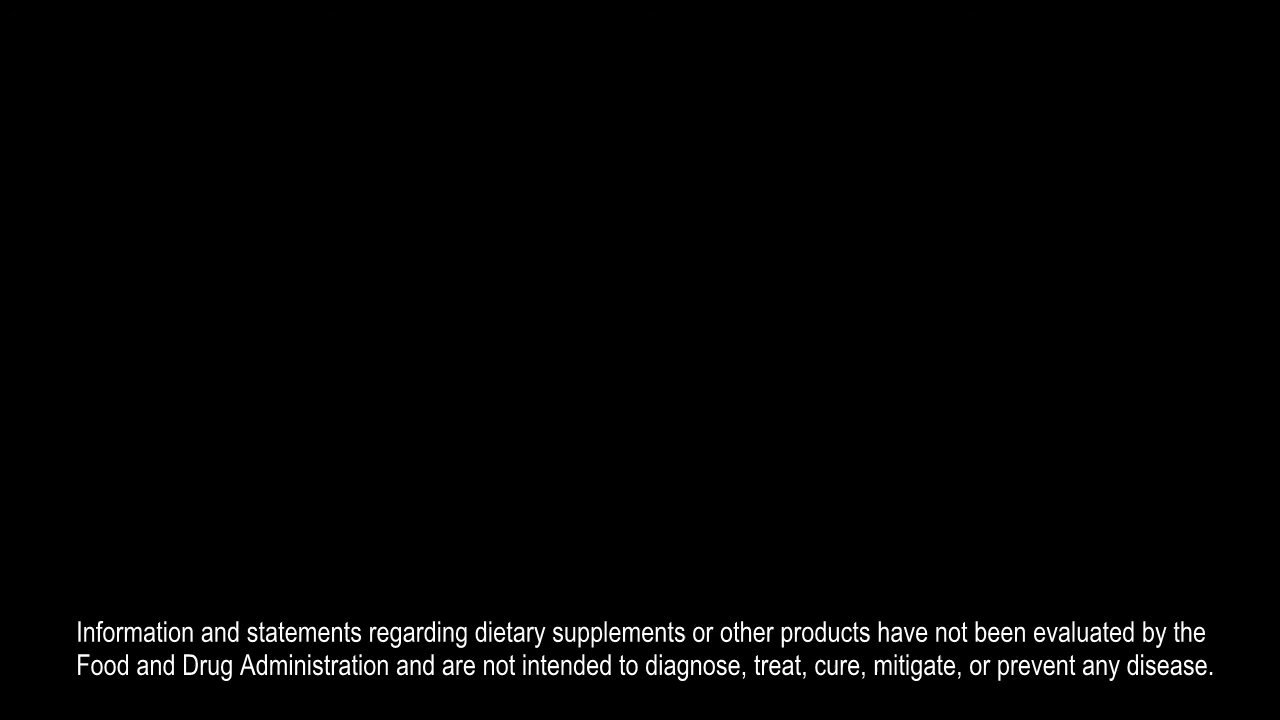 Information and statements regarding dietary supplements or other products have not been evaluated by the
Food and Drug Administration and are not intended to diagnose, treat, cure, mitigate, or prevent any disease.